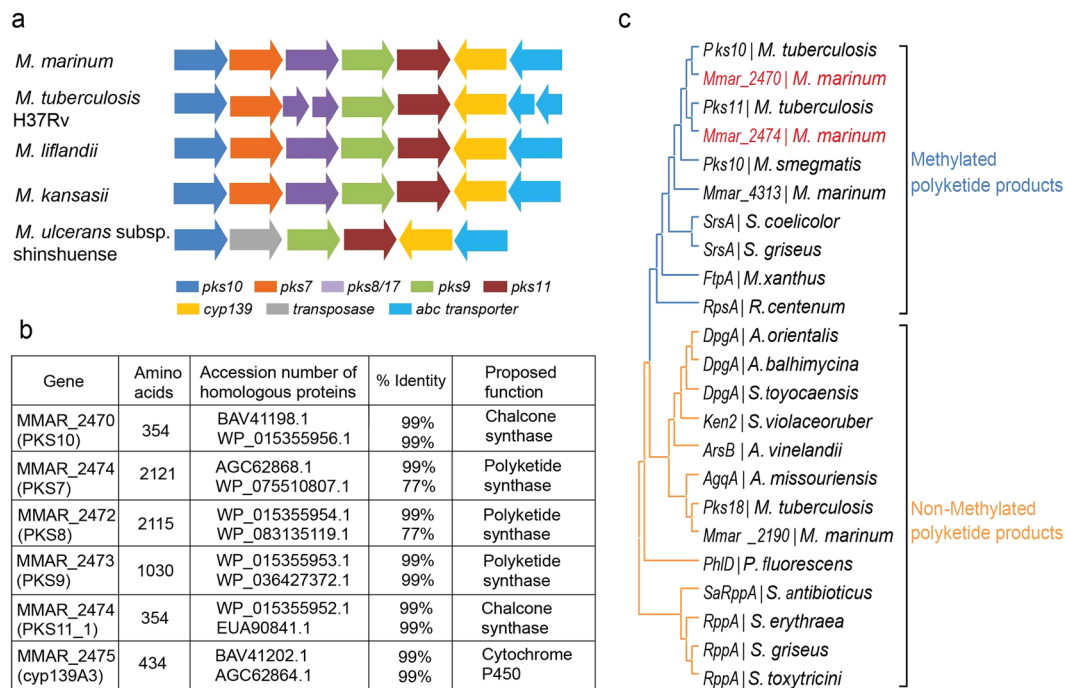 a
M. marinum
M. tuberculosis
H37Rv
M. liflandii
M. kansasii
M. ulcerans subsp.
shinshuense
pks10 pks7 pks8/17 pks9 pks11
cyp139 transposase abc transporter
b
Gene Amino acids Accession number of homologous proteins % Identity Proposed function
MMAR_2470 (PKS10) 354 BAV41198.1 99% Chalcone synthase
WP_015355956.1 99%
MMAR_2474 (PKS7) 2121 AGC62868.1 99% Polyketide synthase
WP_075510807.1 77%
MMAR_2472 (PKS8) 2115 WP_015355954.1 99% Polyketide synthase
WP_083135119.1 77%
MMAR_2473 (PKS9) 1030 WP_015355953.1 99% Polyketide synthase
WP_036427372.1 99%
MMAR_2474 (PKS11_1) 354 WP_015355952.1 99% Chalcone synthase
EUA90841.1 99%
MMAR_2475 (cyp139A3) 434 BAV41202.1 99% Cytochrome P450
AGC62864.1 99%
c
Pks10 | M. tuberculosis
Mmar_2470 | M. marinum
Pks11 | M. tuberculosis
Mmar_2474 | M. marinum
Pks10 | M. smegmatis
Mmar_4313 | M. marinum
SrsA | S. coelicolor
SrsA | S. griseus
FtpA | M.xanthus
RpsA | R.centenum
Methylated
polyketide products
DpgA | A.orientalis
DpgA | A.balhimycina
DpgA | S.toyocaensis
Ken2 | S.violaceoruber
ArsB | A. vinelandii
AgqA | A. missouriensis
Pks18 | M. tuberculosis
Mmar _2190 | M. marinum
PhlD | P. fluorescens
SaRppA | S. antibioticus
RppA | S. erythraea
RppA | S. griseus
RppA | S. toxytricini
Non-Methylated
polyketide products